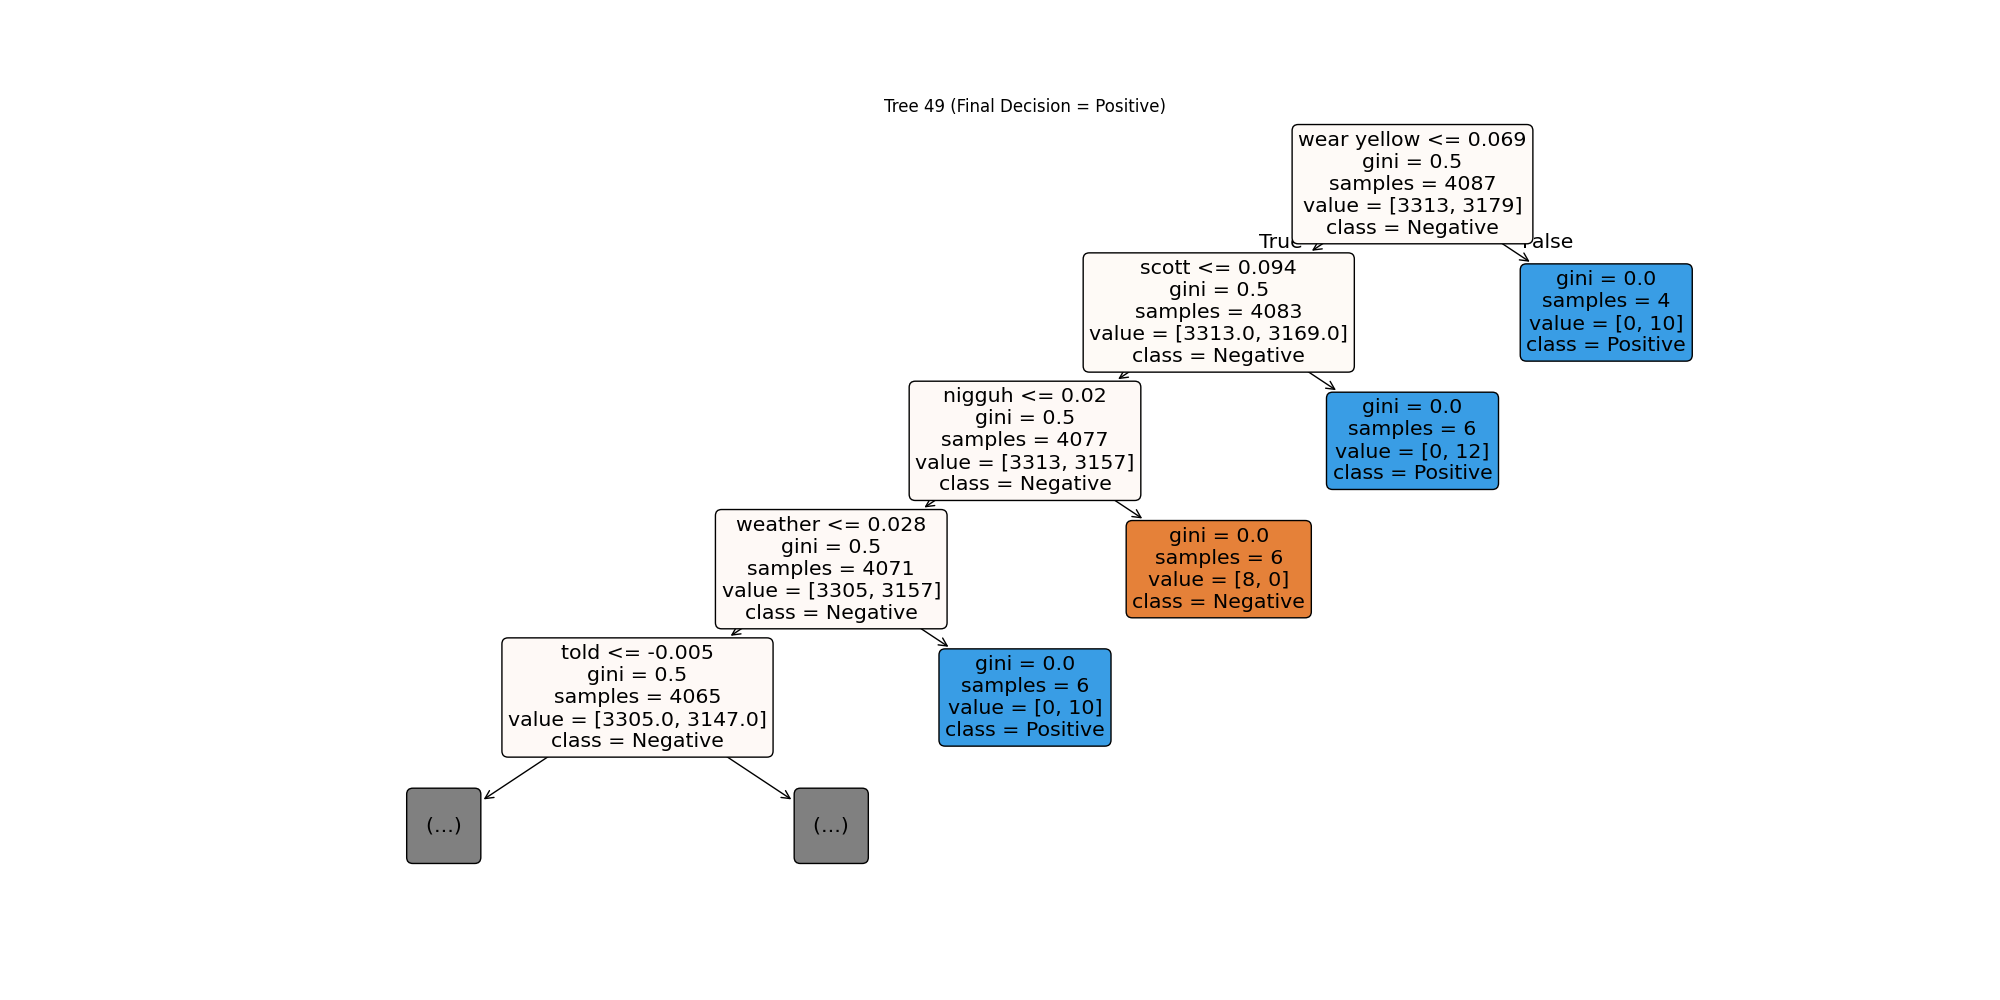 Tree 49 (Final Decision = Positive)
wear yellow <= 0.069
gini = 0.5
samples = 4087
value = [3313, 3179]
class = Negative
True
False
scott <= 0.094
gini = 0.5
samples = 4083
value = [3313.0, 3169.0]
class = Negative
gini = 0.0
samples = 4
value = [0, 10]
class = Positive
nigguh <= 0.02
gini = 0.5
samples = 4077
value = [3313, 3157]
class = Negative
gini = 0.0
samples = 6
value = [0, 12]
class = Positive
weather <= 0.028
gini = 0.5
samples = 4071
value = [3305, 3157]
class = Negative
gini = 0.0
samples = 6
value = [8, 0]
class = Negative
told <= -0.005
gini = 0.5
samples = 4065
value = [3305.0, 3147.0]
class = Negative
gini = 0.0
samples = 6
value = [0, 10]
class = Positive
(...)
(...)